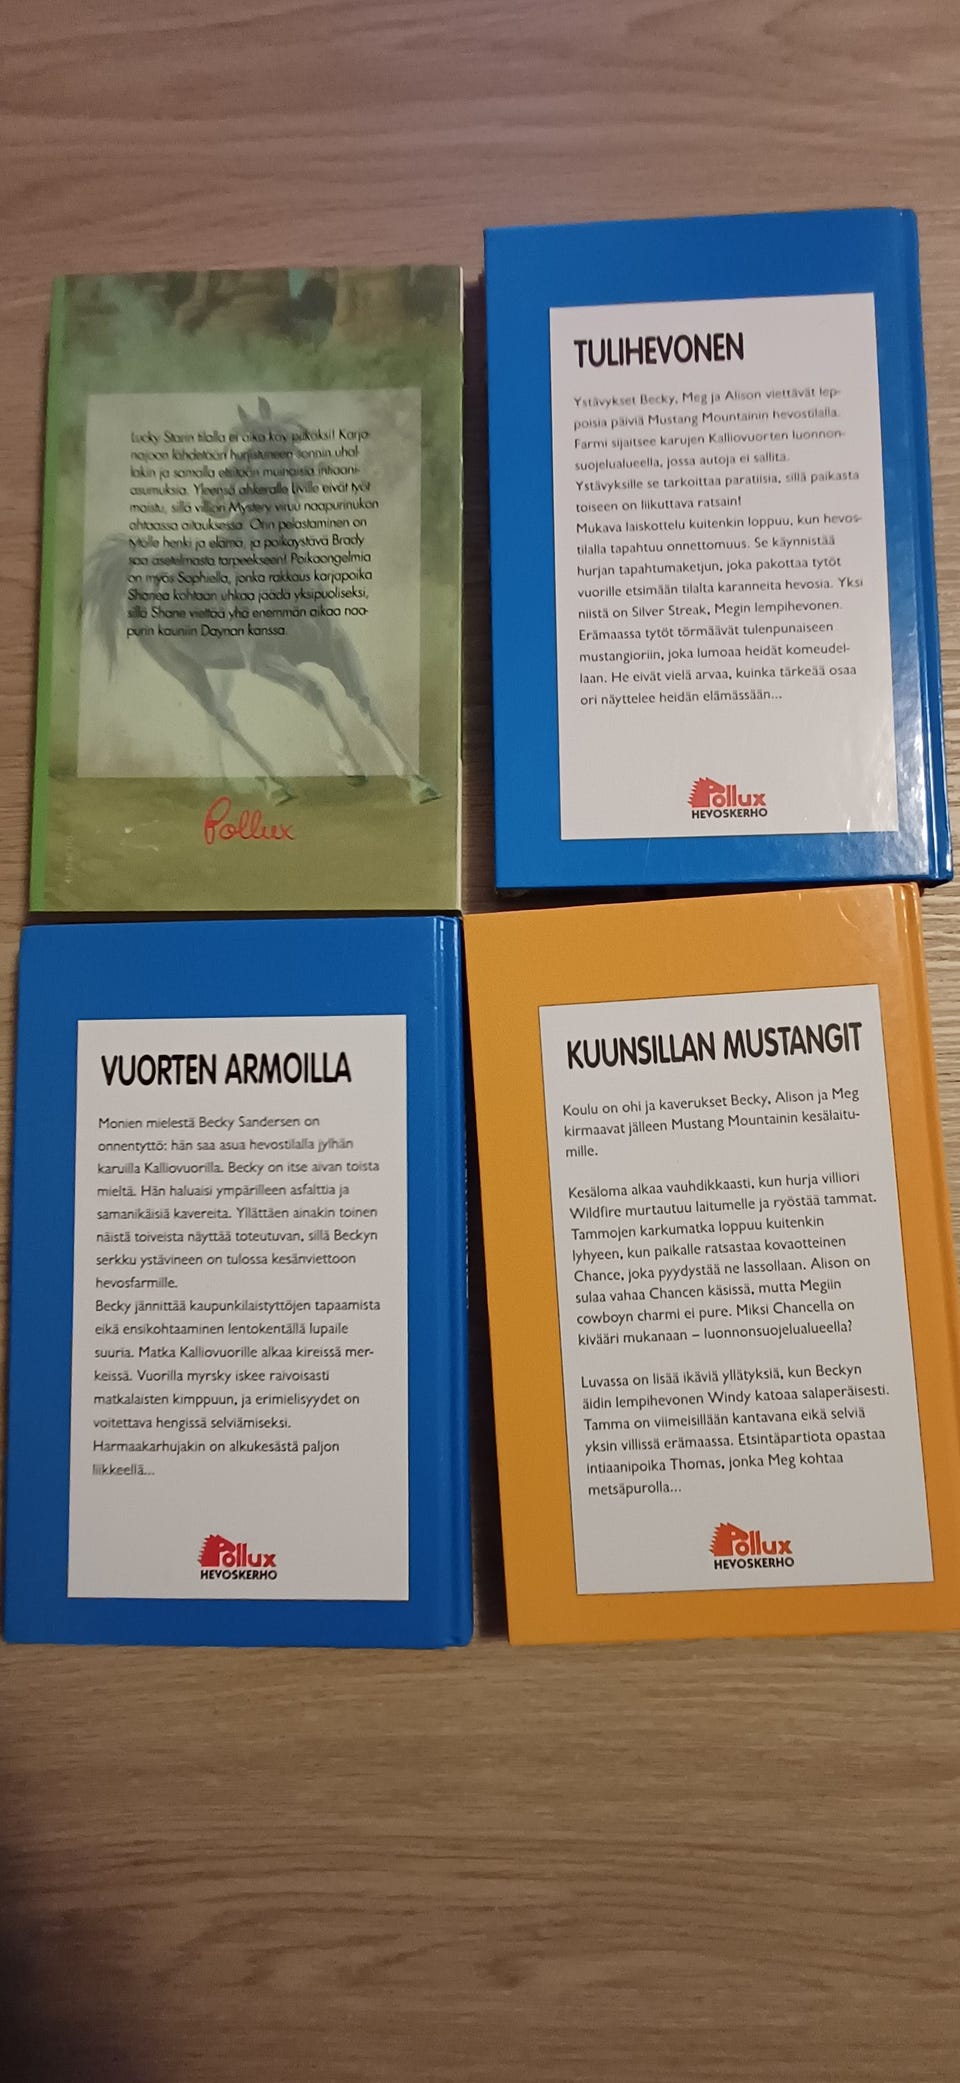 Lucky Starin tilalla ei aika käy pitkäksi! Karja-
najoon lähdetään hurjistuneen sonnin uhal-
lakin ja samalla etsitään muinaisia intiaani-
asumuksia. Yleensä ahkeralle Liville eivät työt
maistu, sillä villiori Mystery viruu naapurinukon
ahtaassa aitauksessa. Orin pelastaminen on
tytölle henki ja elämä, ja poikaystävä Brady
saa asetelmasta tarpeekseen! Poikaongelmia
on myös Sophiella, jonka rakkaus karjapoika
Shanea kohtaan uhkaa jäädä yksipuoliseksi,
sillä Shane viettää yhä enemmän aikaa naa-
purin kauniin Daynan kanssa.
Pollux
TULIHEVONEN
Ystävykset Becky, Meg ja Alison viettävät lep-
poisia päiviä Mustang Mountainin hevostilalla.
Farmi sijaitsee karujen Kalliovuorten luonnon-
suojelualueella, jossa autoja ei sallita.
Ystävyksille se tarkoittaa paratiisia, sillä paikasta
toiseen on liikuttava ratsain!
Mukava laiskottelu kuitenkin loppuu, kun hevos-
tilalla tapahtuu onnettomuus. Se käynnistää
hurjan tapahtumaketjun, joka pakottaa tytöt
vuorille etsimään tilalta karanneita hevosia. Yksi
niistä on Silver Streak, Megin lempihevonen.
Erämaassa tytöt törmäävät tulenpunaiseen
mustangioriin, joka lumoaa heidät komeudel-
laan. He eivät vielä arvaa, kuinka tärkeää osaa
ori näyttelee heidän elämässään...
Pollux
HEVOSKERHO
VUORTEN ARMOILLA
Monien mielestä Becky Sandersen on
onnentyttö: hän saa asua hevostilalla jylhän
karuilla Kalliovuorilla. Becky on itse aivan toista
mieltä. Hän haluaisi ympärilleen asfalttia ja
samanikäisiä kavereita. Yllättäen ainakin toinen
näistä toiveista näyttää toteutuvan, sillä Beckyn
serkku ystävineen on tulossa kesänviettoon
hevosfarmille.
Becky jännittää kaupunkilaistyttöjen tapaamista
eikä ensikohtaaminen lentokentällä lupaile
suuria. Matka Kalliovuorille alkaa kireissä mer-
keissä. Vuorilla myrsky iskee raivoisasti
matkalaisten kimppuun, ja erimielisyydet on
voitettava hengissä selviämiseksi.
Harmaakarhujakin on alkukesästä paljon
liikkeellä...
Pollux
HEVOSKERHO
KUUNSILLAN MUSTANGIT
Koulu on ohi ja kaverukset Becky, Alison ja Meg
kirmaavat jälleen Mustang Mountainin kesälaitu-
mille.
Kesäloma alkaa vauhdikkaasti, kun hurja villiori
Wildfire murtautuu laitumelle ja ryöstää tammat.
Tammojen karkumatka loppuu kuitenkin
lyhyeen, kun paikalle ratsastaa kovaotteinen
Chance, joka pyydystää ne lassollaan. Alison on
sulaa vahaa Chancen käsissä, mutta Megiin
cowboyn charmi ei pure. Miksi Chancella on
kivääri mukanaan – luonnonsuojelualueella?
Luvassa on lisää ikäviä yllätyksiä, kun Beckyn
äidin lempihevonen Windy katoaa salaperäisesti.
Tamma on viimeisillään kantavana eikä selviä
yksin villissä erämaassa. Etsintäpartiota opastaa
intiaanipoika Thomas, jonka Meg kohtaa
metsäpurolla...
Pollux
HEVOSKERHO